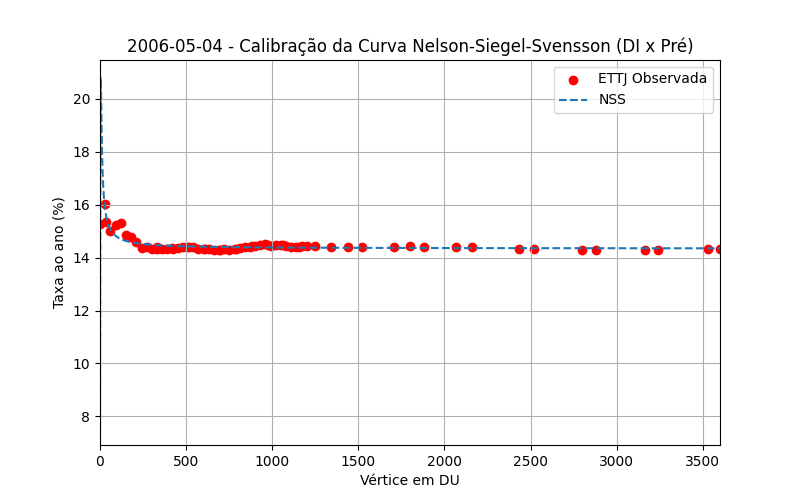 2006-05-04 - Calibração da Curva Nelson-Siegel-Svensson (DI x Pré)
ETTJ Observada
NSS
Taxa ao ano (%)
20
18
16
14
12
10
8
0 500 1000 1500 2000 2500 3000 3500
Vértice em DU